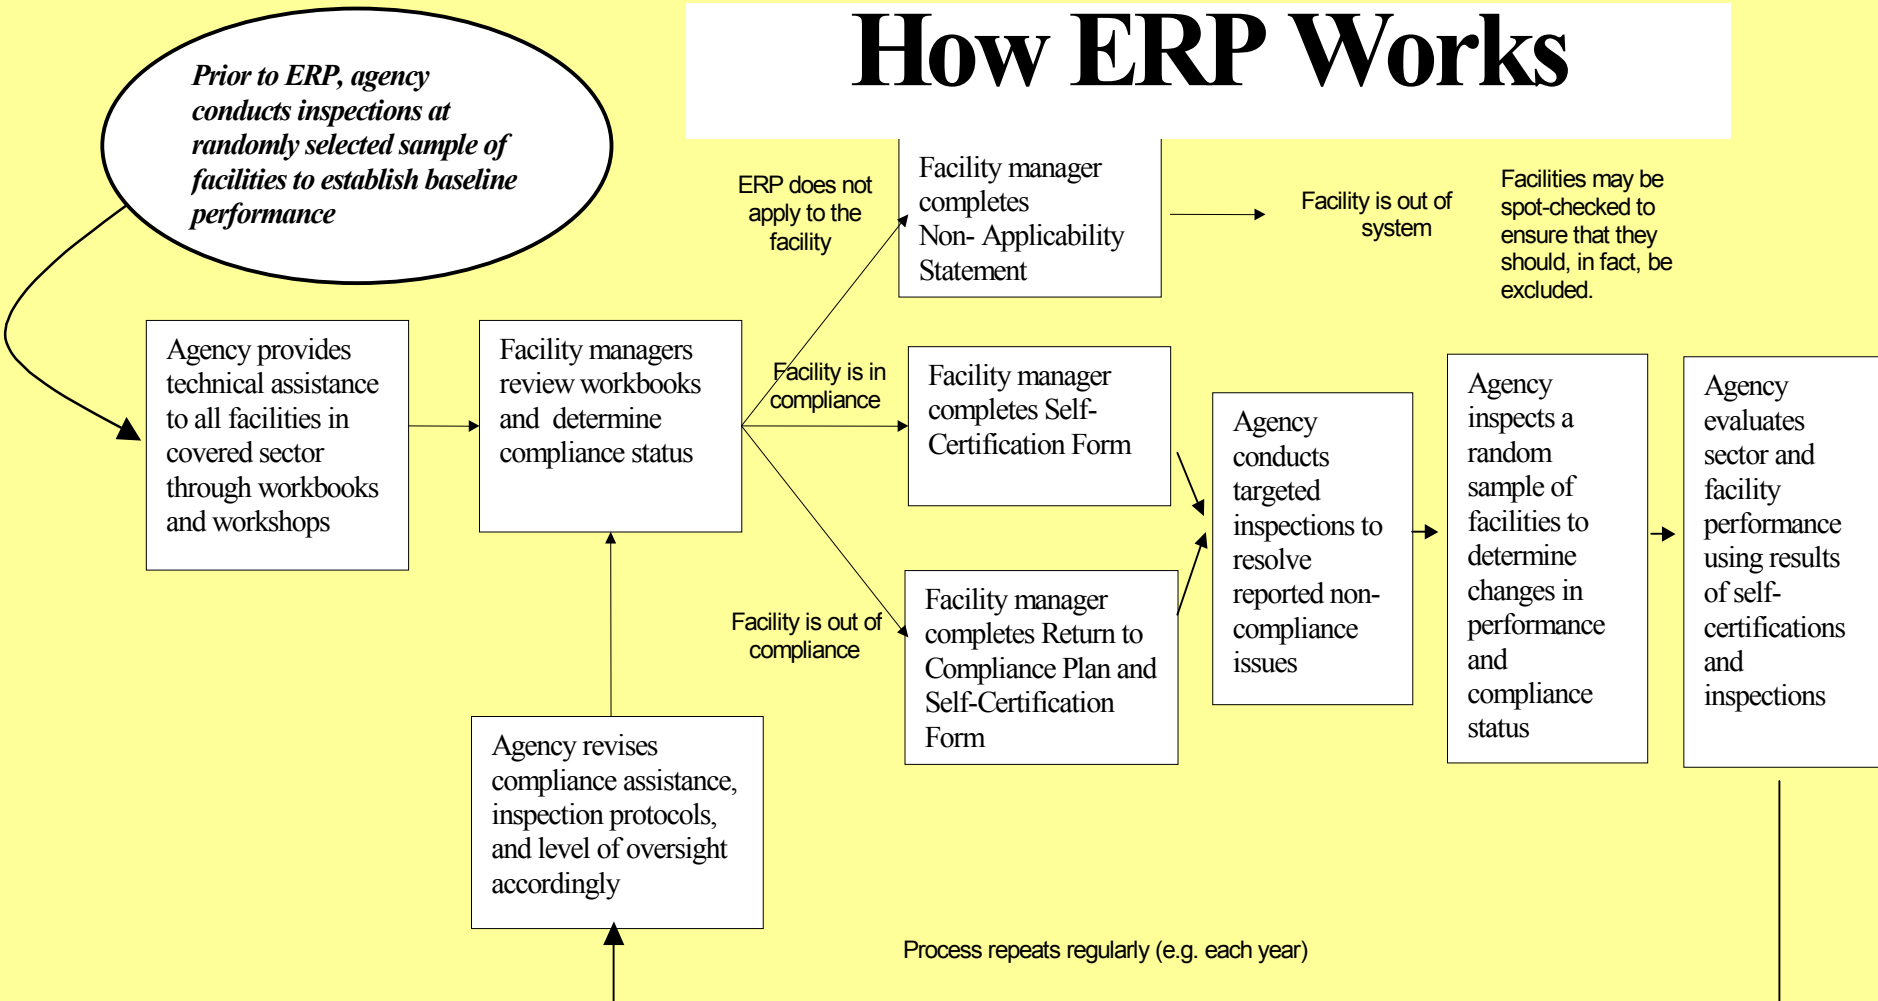 How ERP Works
Prior to ERP, agency
conducts inspections at
randomly selected sample of
facilities to establish baseline
performance
Agency provides
technical assistance
to all facilities in
covered sector
through workbooks
and workshops
Facility managers
review workbooks
and determine
compliance status
ERP does not
apply to the
facility
Facility manager
completes
Non- Applicability
Statement
Facility is out of
system
Facilities may be
spot-checked to
ensure that they
should, in fact, be
excluded.
Facility is in
compliance
Facility manager
completes Self-
Certification Form
Facility is out of
compliance
Facility manager
completes Return to
Compliance Plan and
Self-Certification
Form
Agency
conducts
targeted
inspections to
resolve
reported non-
compliance
issues
Agency
inspects a
random
sample of
facilities to
determine
changes in
performance
and
compliance
status
Agency
evaluates
sector and
facility
performance
using results
of self-
certifications
and
inspections
Agency revises
compliance assistance,
inspection protocols,
and level of oversight
accordingly
Process repeats regularly (e.g. each year)